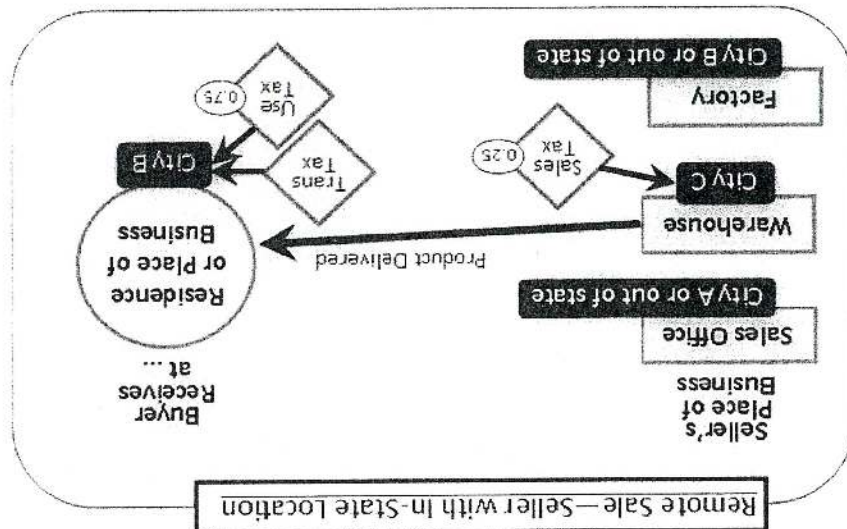 Remote Sale—Seller with In-State Location
Seller's
Place of
Business
Sales Office
City A or out of state
Warehouse
City C
Sales
Tax
0.25
Factory
City B or out of state
Product Delivered
Buyer
Receives
at ...
Residence
or Place of
Business
City B
Trans
Tax
Use
Tax
0.75